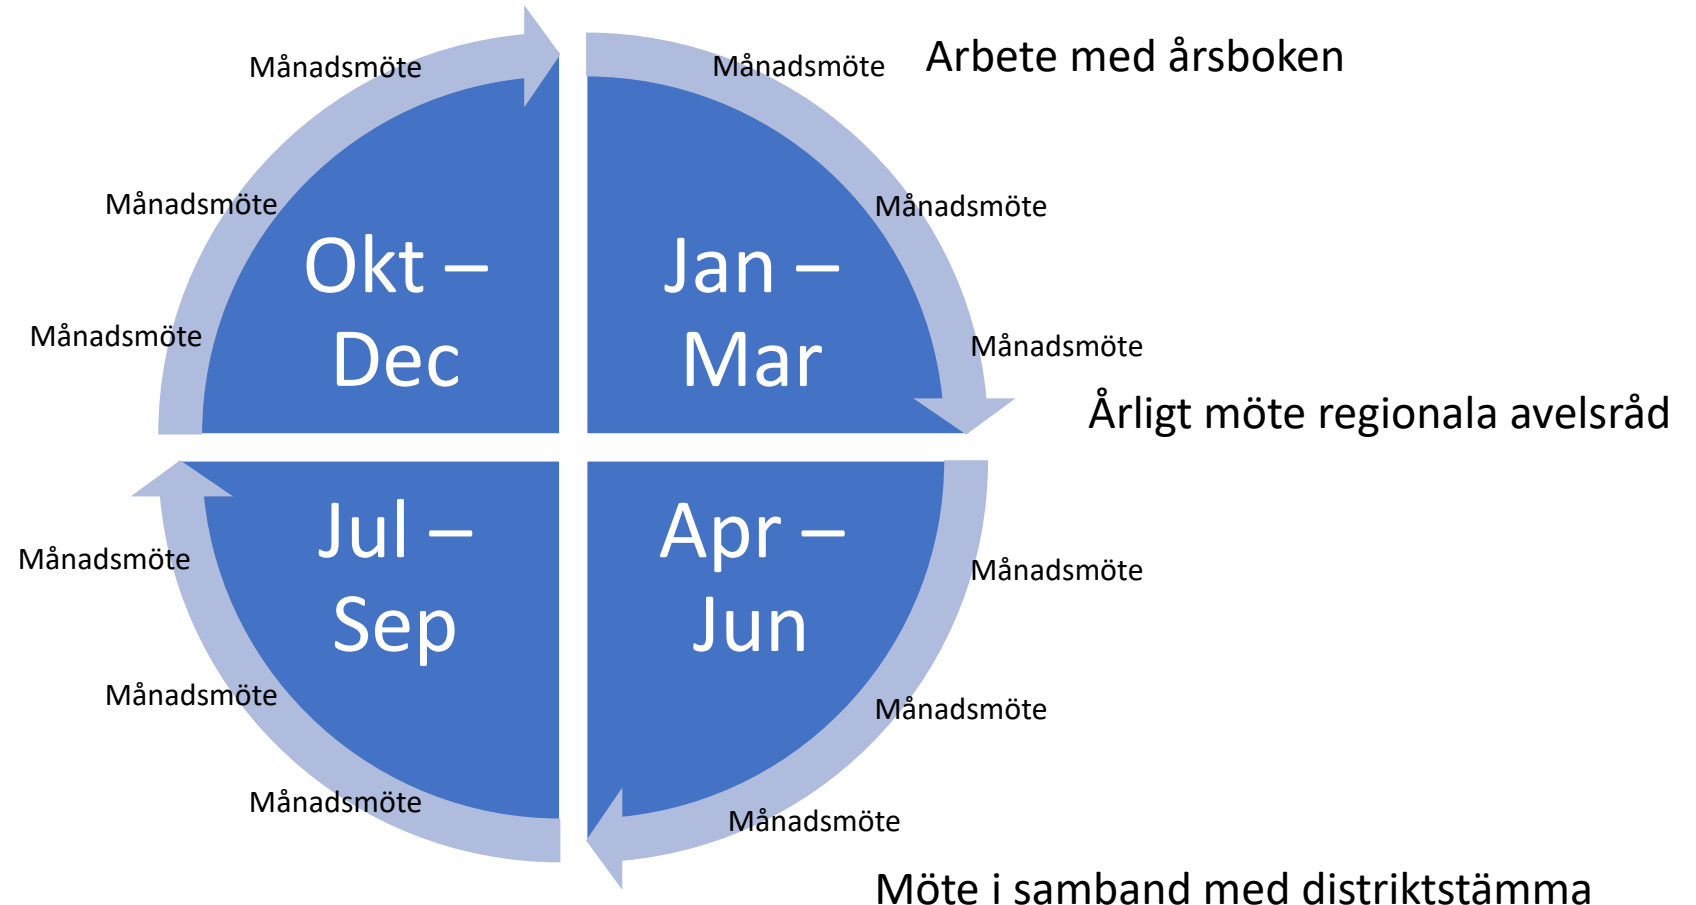 Månadsmöte
Månadsmöte
Arbete med årsboken
Månadsmöte
Månadsmöte
Okt –
Dec
Jan –
Mar
Månadsmöte
Månadsmöte
Årligt möte regionala avelsråd
Jul –
Sep
Apr –
Jun
Månadsmöte
Månadsmöte
Månadsmöte
Månadsmöte
Månadsmöte
Månadsmöte
Möte i samband med distriktstämma